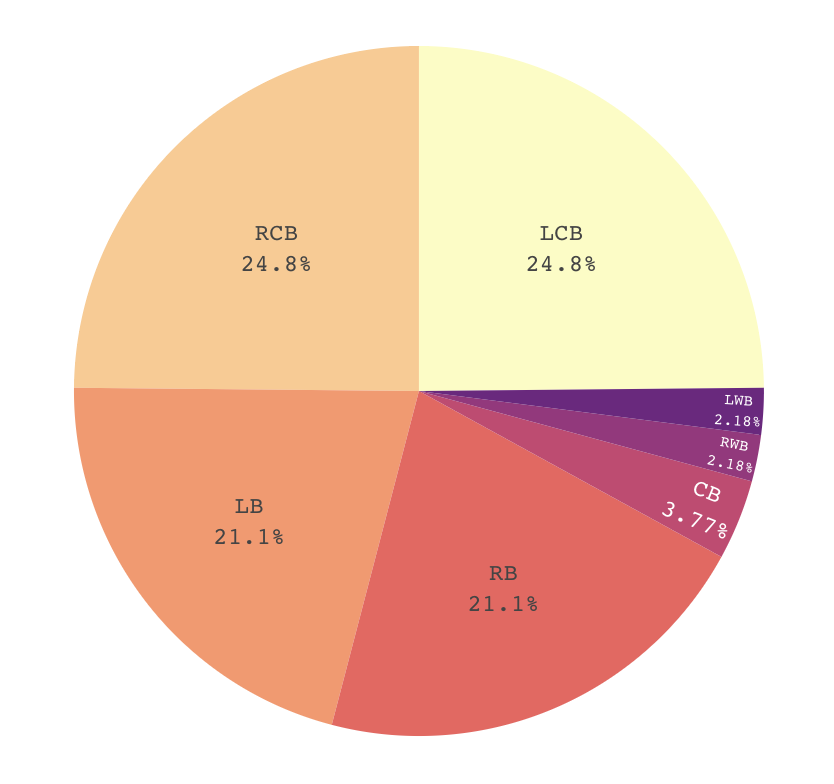 RCB
24.8%
LCB
24.8%
LWB
2.18%
RWB
2.18%
CB
3.77%
LB
21.1%
RB
21.1%